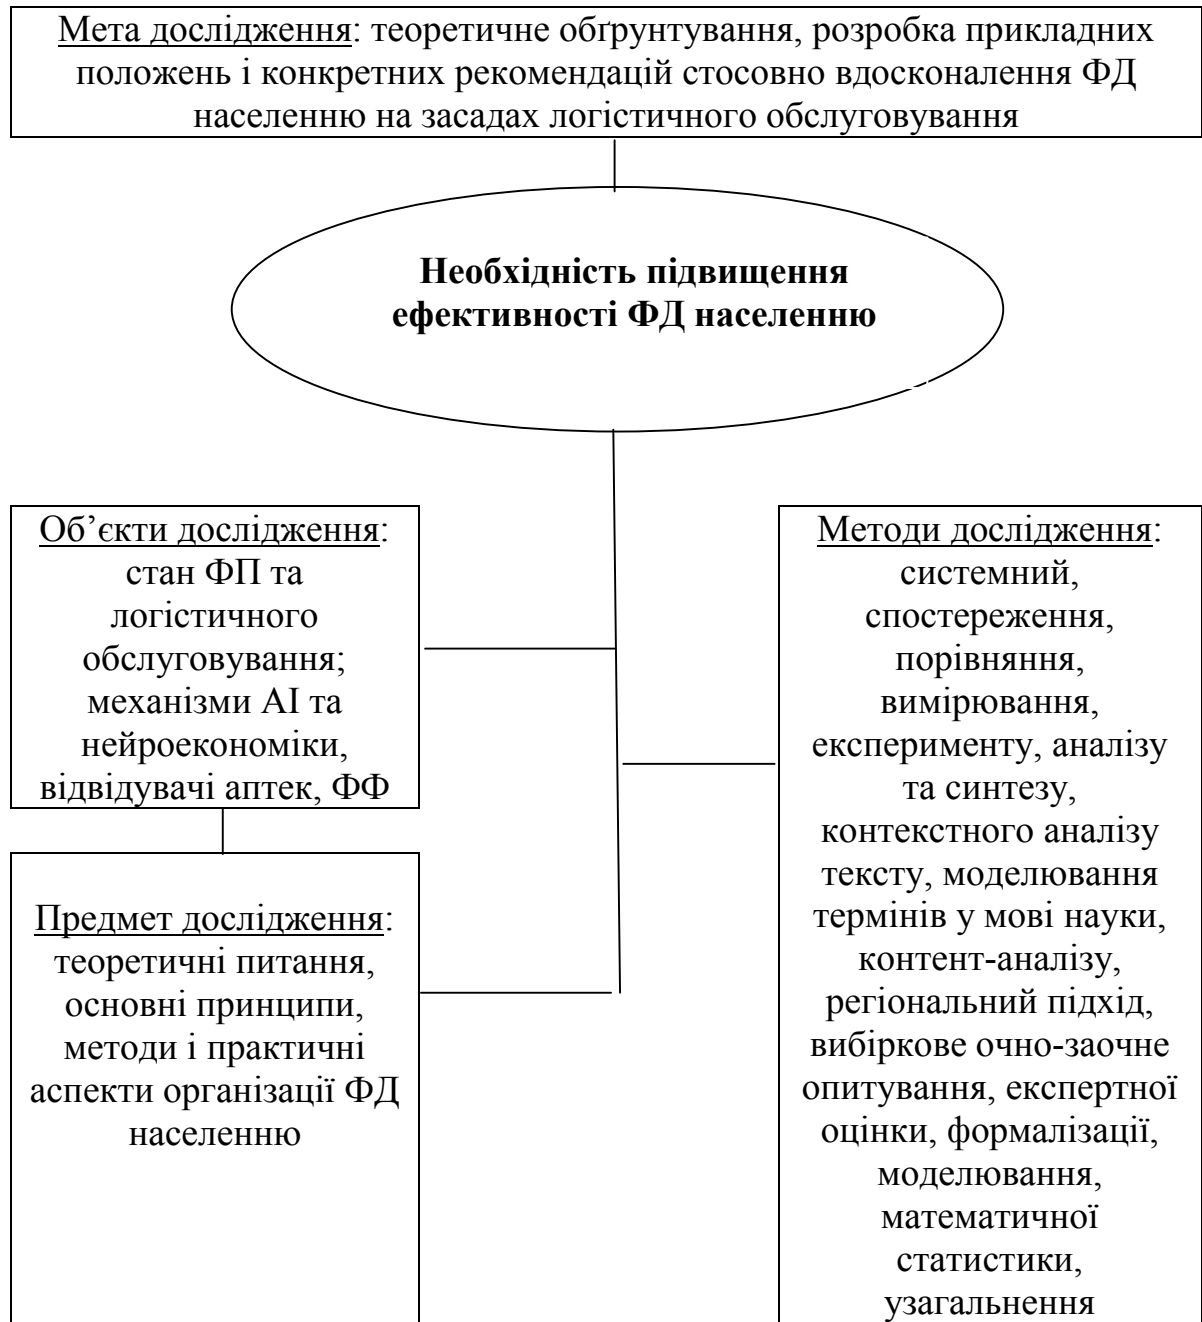 Мета дослідження: теоретичне обґрунтування, розробка прикладних
положень і конкретних рекомендацій стосовно вдосконалення ФД
населенню на засадах логістичного обслуговування
Необхідність підвищення
ефективності ФД населенню
Об’єкти дослідження:
стан ФП та
логістичного
обслуговування;
механізми АІ та
нейроекономіки,
відвідувачі аптек, ФФ
Предмет дослідження:
теоретичні питання,
основні принципи,
методи і практичні
аспекти організації ФД
населенню
Методи дослідження:
системний,
спостереження,
порівняння,
вимірювання,
експерименту, аналізу
та синтезу,
контекстного аналізу
тексту, моделювання
термінів у мові науки,
контент-аналізу,
регіональний підхід,
вибіркове очно-заочне
опитування, експертної
оцінки, формалізації,
моделювання,
математичної
статистики,
узагальнення